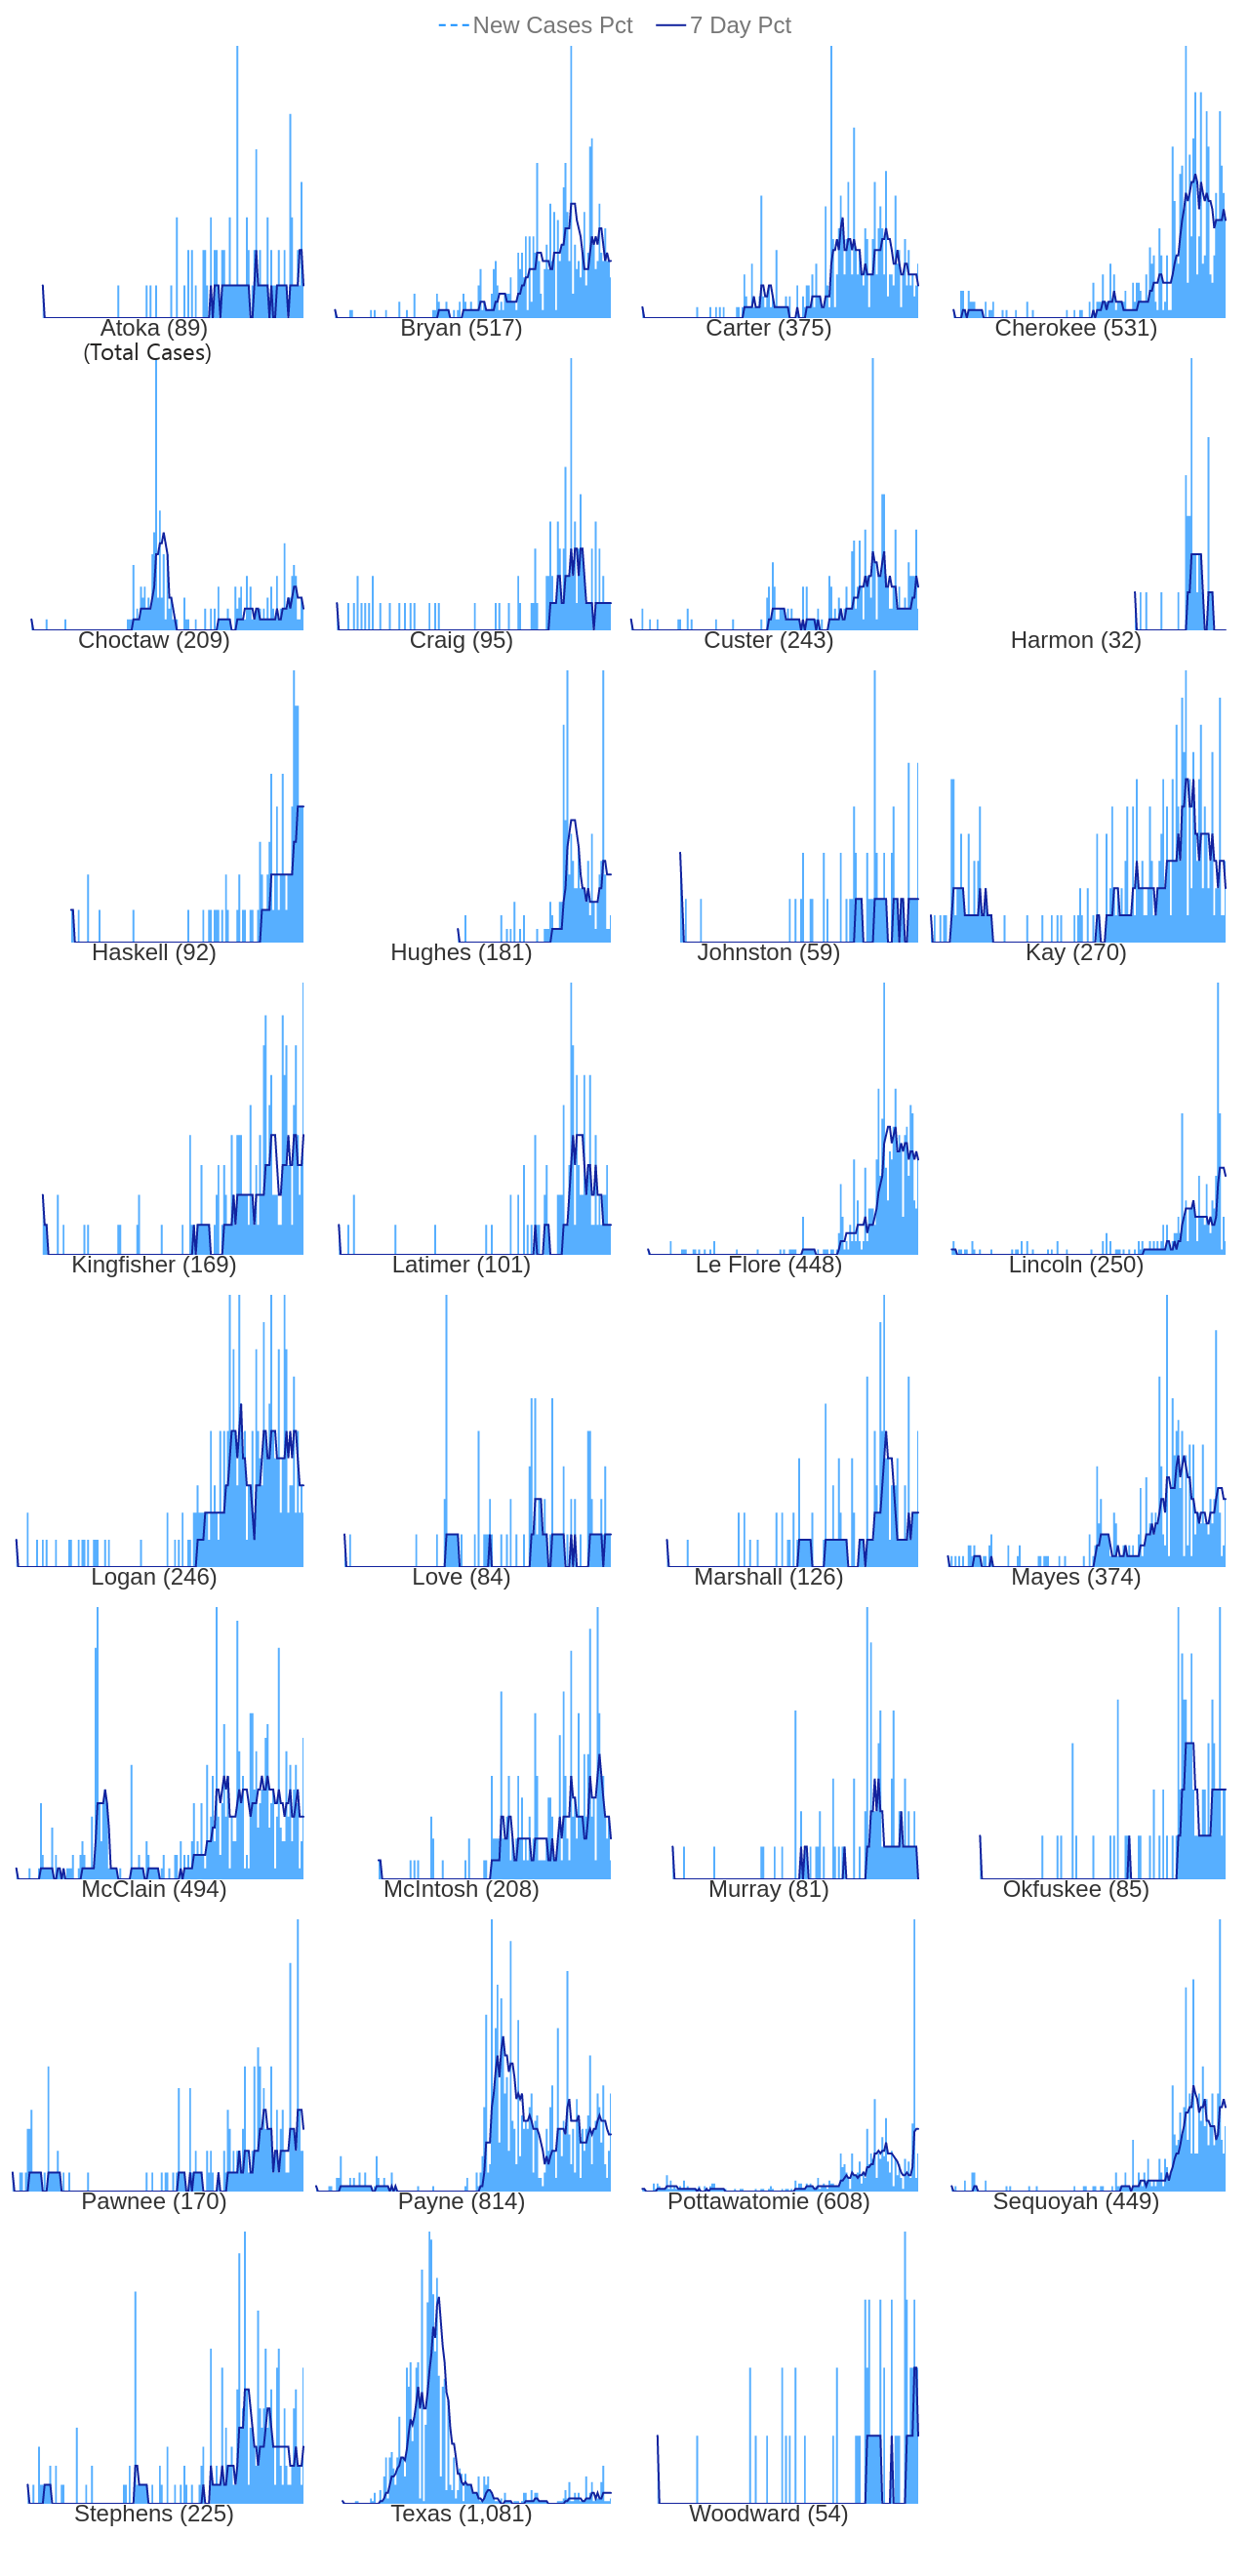 New Cases Pct 7 Day Pct
Atoka (89) Bryan (517) Carter (375) Cherokee (531)
(Total Cases)
Choctaw (209) Craig (95) Custer (243) Harmon (32)
Haskell (92) Hughes (181) Johnston (59) Kay (270)
Kingfisher (169) Latimer (101) Le Flore (448) Lincoln (250)
Logan (246) Love (84) Marshall (126) Mayes (374)
McClain (494) McIntosh (208) Murray (81) Okfuskee (85)
Pawnee (170) Payne (814) Pottawatomie (608) Sequoyah (449)
Stephens (225) Texas (1,081) Woodward (54)